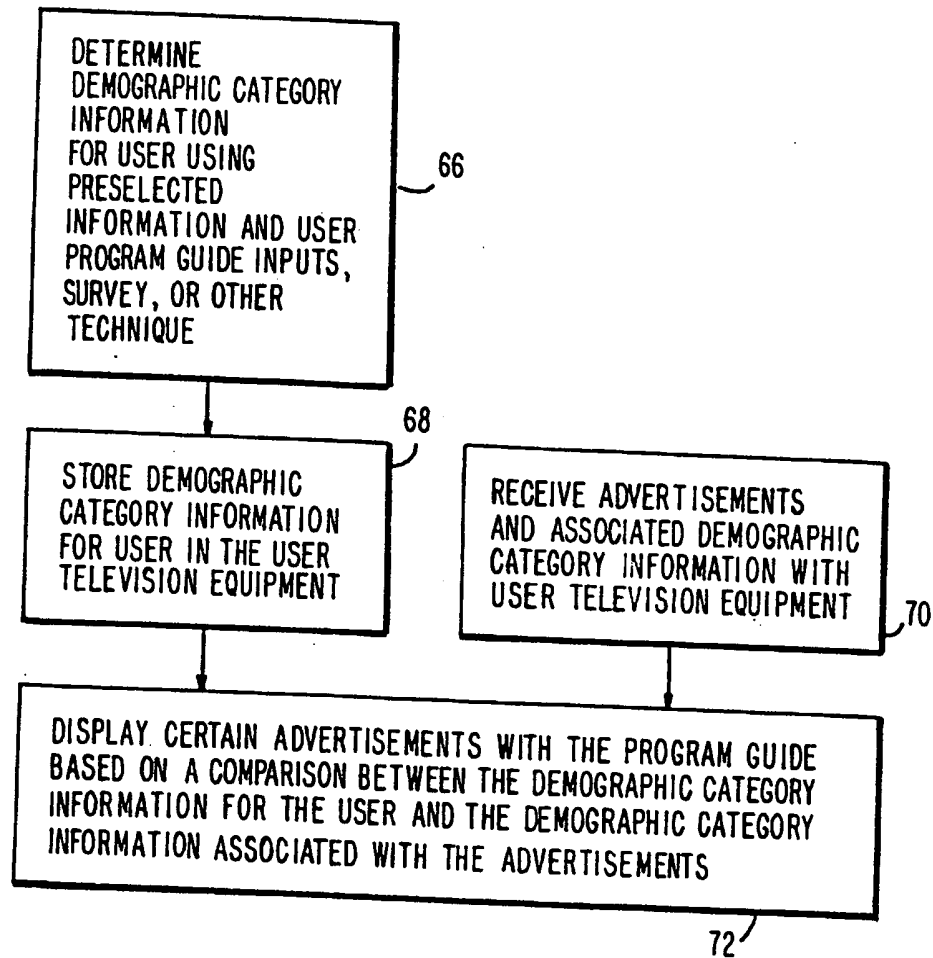 DETERMINE
DEMOGRAPHIC CATEGORY
INFORMATION
FOR USER USING
PRESELECTED
INFORMATION AND USER
PROGRAM GUIDE INPUTS,
SURVEY, OR OTHER
TECHNIQUE
66
68
STORE DEMOGRAPHIC
CATEGORY INFORMATION
FOR USER IN THE USER
TELEVISION EQUIPMENT
RECEIVE ADVERTISEMENTS
AND ASSOCIATED DEMOGRAPHIC
CATEGORY INFORMATION WITH
USER TELEVISION EQUIPMENT
70
DISPLAY CERTAIN ADVERTISEMENTS WITH THE PROGRAM GUIDE
BASED ON A COMPARISON BETWEEN THE DEMOGRAPHIC CATEGORY
INFORMATION FOR THE USER AND THE DEMOGRAPHIC CATEGORY
INFORMATION ASSOCIATED WITH THE ADVERTISEMENTS
72